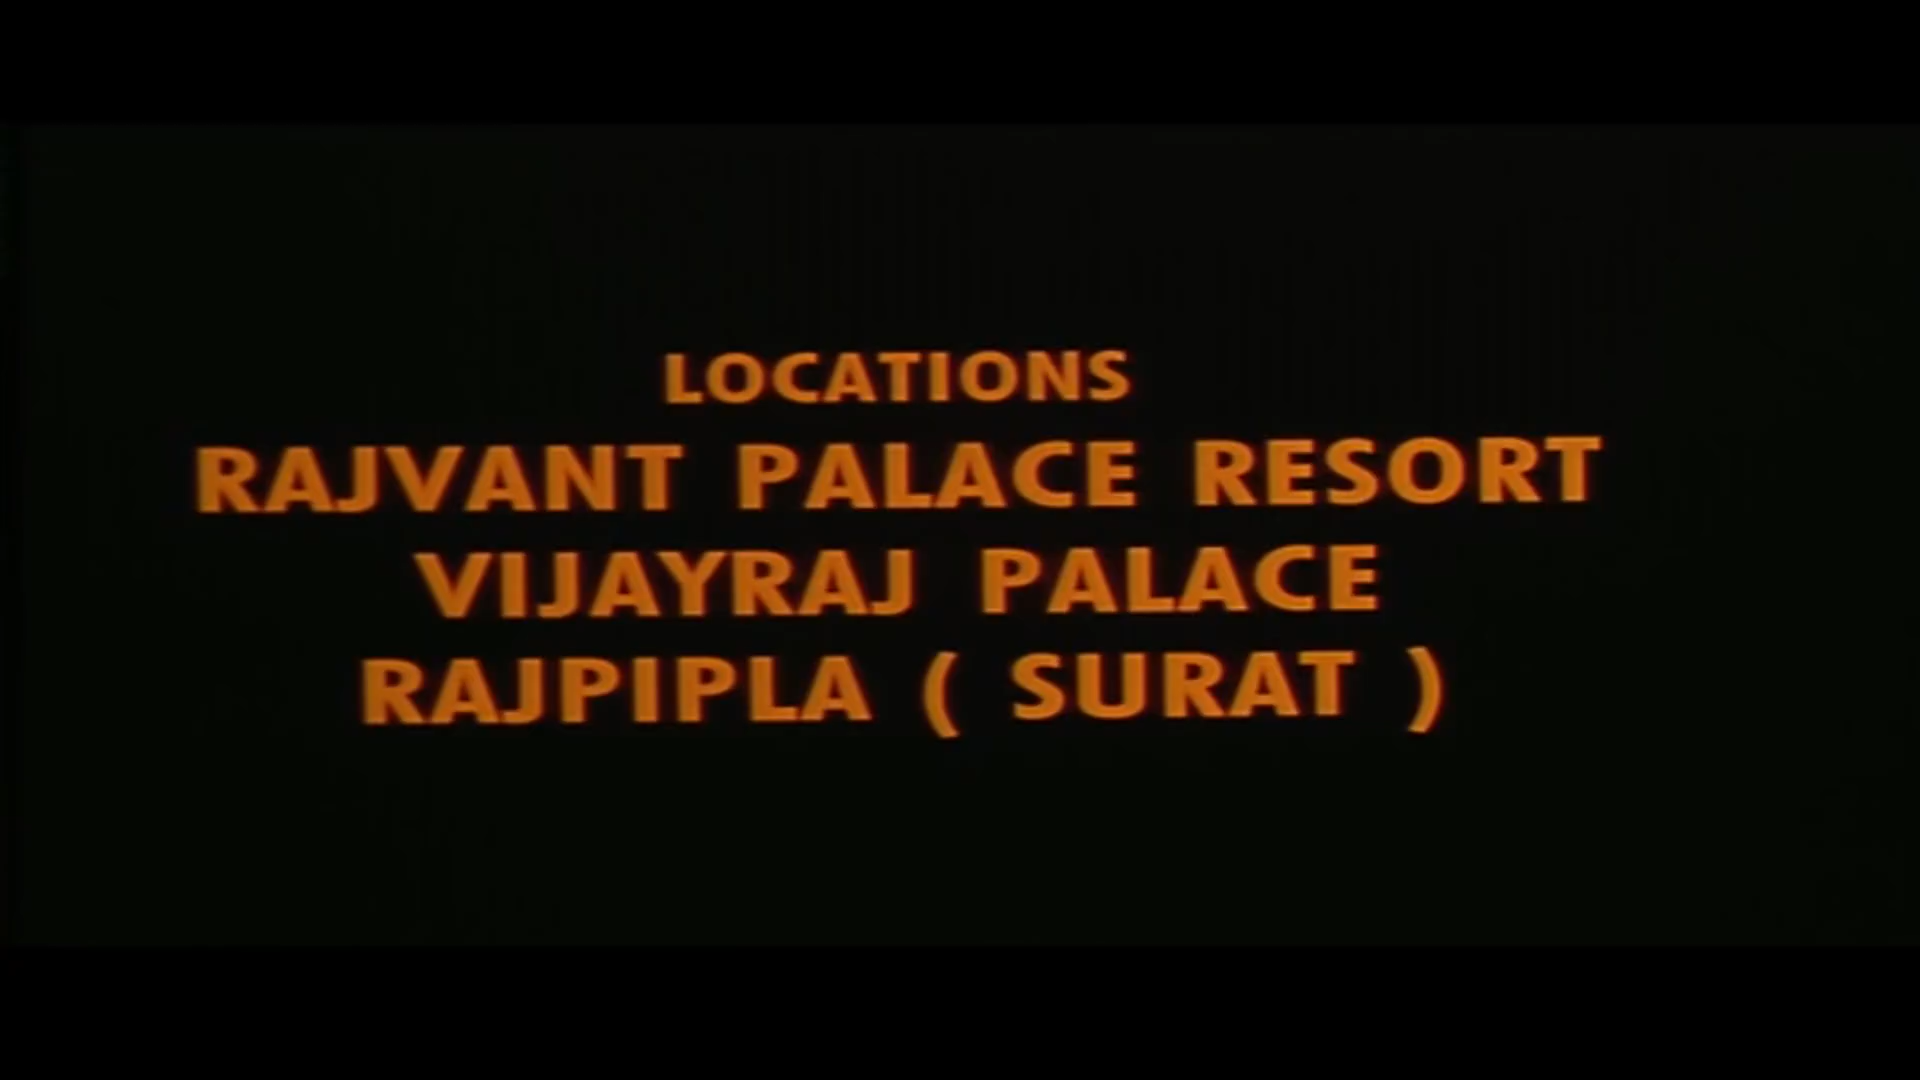 LOCATIONS
RAJVANT PALACE RESORT
VIJAYRAJ PALACE
RAJPIPLA ( SURAT )